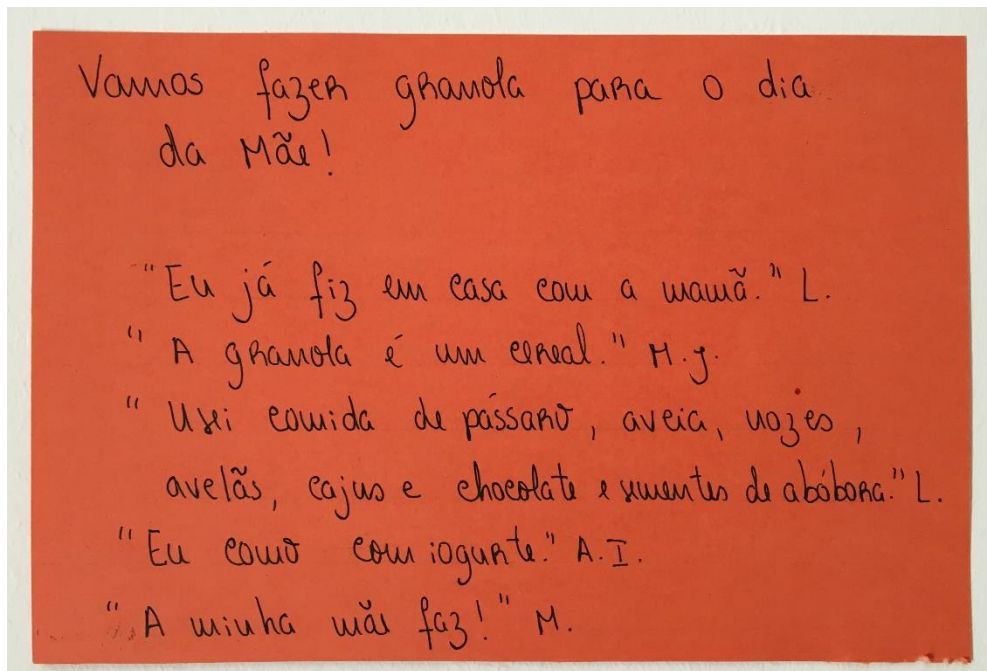 Vamos fazer granola para o dia
da Mãe!
"Eu já fiz em casa com a mamã." L.
"A granola é um cereal." M.J.
"Usei comida de pássaro, aveia, nozes,
avelãs, cajus e chocolate e sementes de abóbora." L.
"Eu como com iogurte." A.I.
"A minha mãe faz!" M.